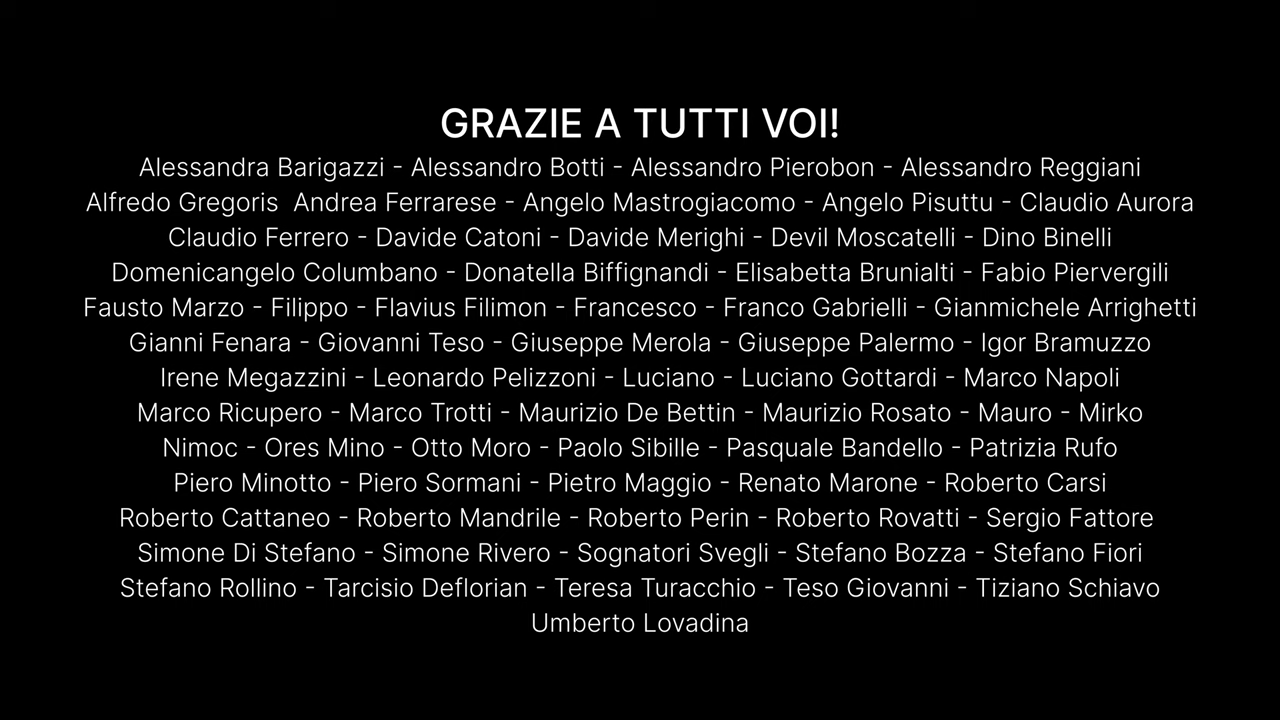 GRAZIE A TUTTI VOI!
Alessandra Barigazzi - Alessandro Botti - Alessandro Pierobon - Alessandro Reggiani
Alfredo Gregoris  Andrea Ferrarese - Angelo Mastrogiacomo - Angelo Pisuttu - Claudio Aurora
Claudio Ferrero - Davide Catoni - Davide Merighi - Devil Moscatelli - Dino Binelli
Domenicangelo Columbano - Donatella Biffignandi - Elisabetta Brunialti - Fabio Piervergili
Fausto Marzo - Filippo - Flavius Filimon - Francesco - Franco Gabrielli - Gianmichele Arrighetti
Gianni Fenara - Giovanni Teso - Giuseppe Merola - Giuseppe Palermo - Igor Bramuzzo
Irene Megazzini - Leonardo Pelizzoni - Luciano - Luciano Gottardi - Marco Napoli
Marco Ricupero - Marco Trotti - Maurizio De Bettin - Maurizio Rosato - Mauro - Mirko
Nimoc - Ores Mino - Otto Moro - Paolo Sibille - Pasquale Bandello - Patrizia Rufo
Piero Minotto - Piero Sormani - Pietro Maggio - Renato Marone - Roberto Carsi
Roberto Cattaneo - Roberto Mandrile - Roberto Perin - Roberto Rovatti - Sergio Fattore
Simone Di Stefano - Simone Rivero - Sognatori Svegli - Stefano Bozza - Stefano Fiori
Stefano Rollino - Tarcisio Deflorian - Teresa Turacchio - Teso Giovanni - Tiziano Schiavo
Umberto Lovadina